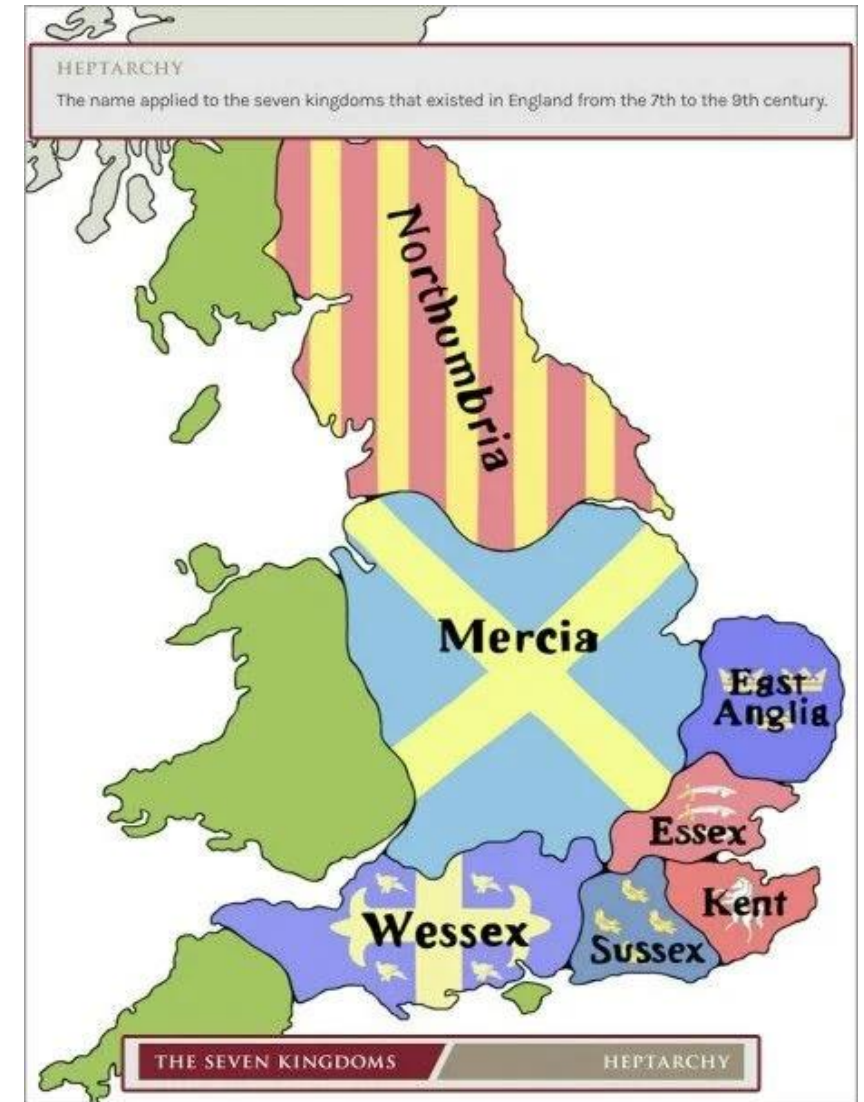 HEPTARCHY
The name applied to the seven kingdoms that existed in England from the 7th to the 9th century.
Northumbria
Mercia
East
Anglia
Essex
Kent
Wessex
Sussex
THE SEVEN KINGDOMS
HEPTARCHY